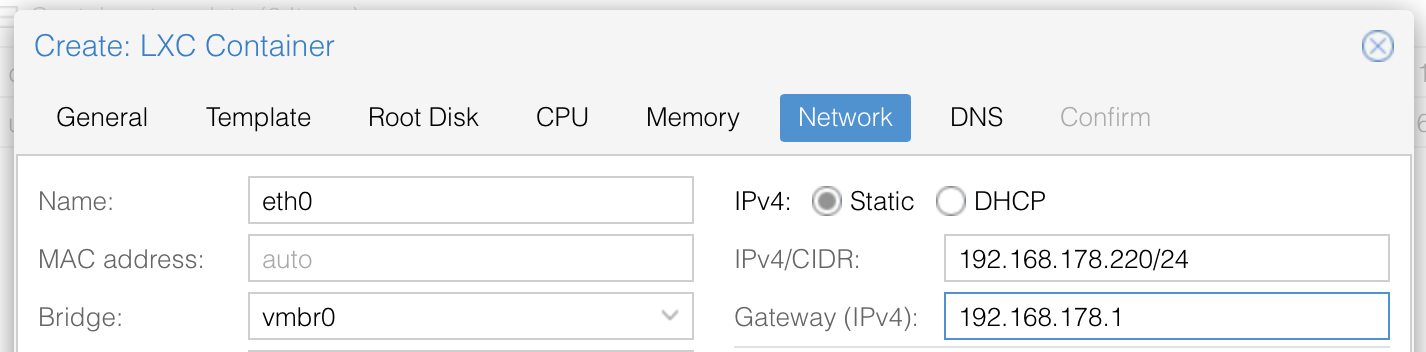 Create: LXC Container
General Template Root Disk CPU Memory Network DNS Confirm
Name: eth0
IPv4: Static DHCP
MAC address: auto
IPv4/CIDR: 192.168.178.220/24
Bridge: vmbr0
Gateway (IPv4): 192.168.178.1